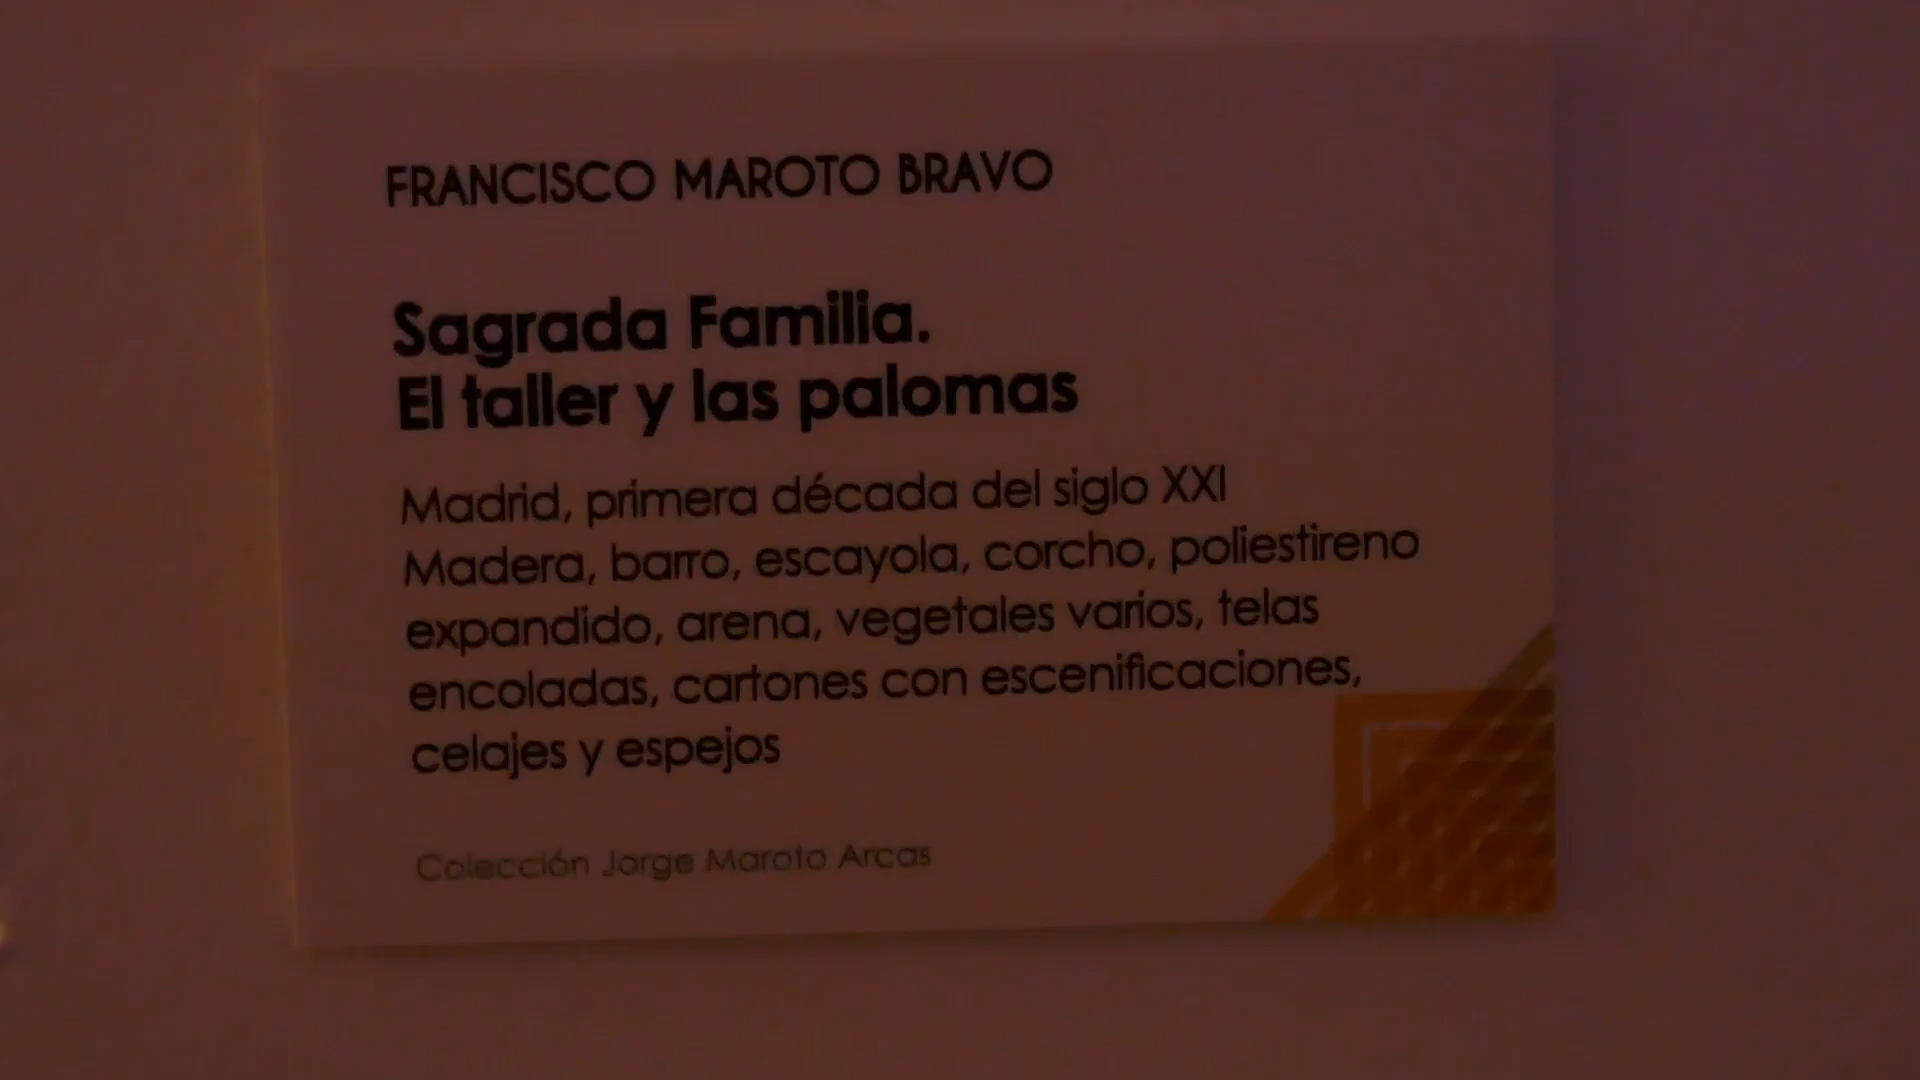 FRANCISCO MAROTO BRAVO
Sagrada Familia.
El taller y las palomas
Madrid, primera década del siglo XXI
Madera, barro, escayola, corcho, poliestireno
expandido, arena, vegetales varios, telas
encoladas, cartones con escenificaciones,
celajes y espejos
Colección Jorge Maroto Arcas